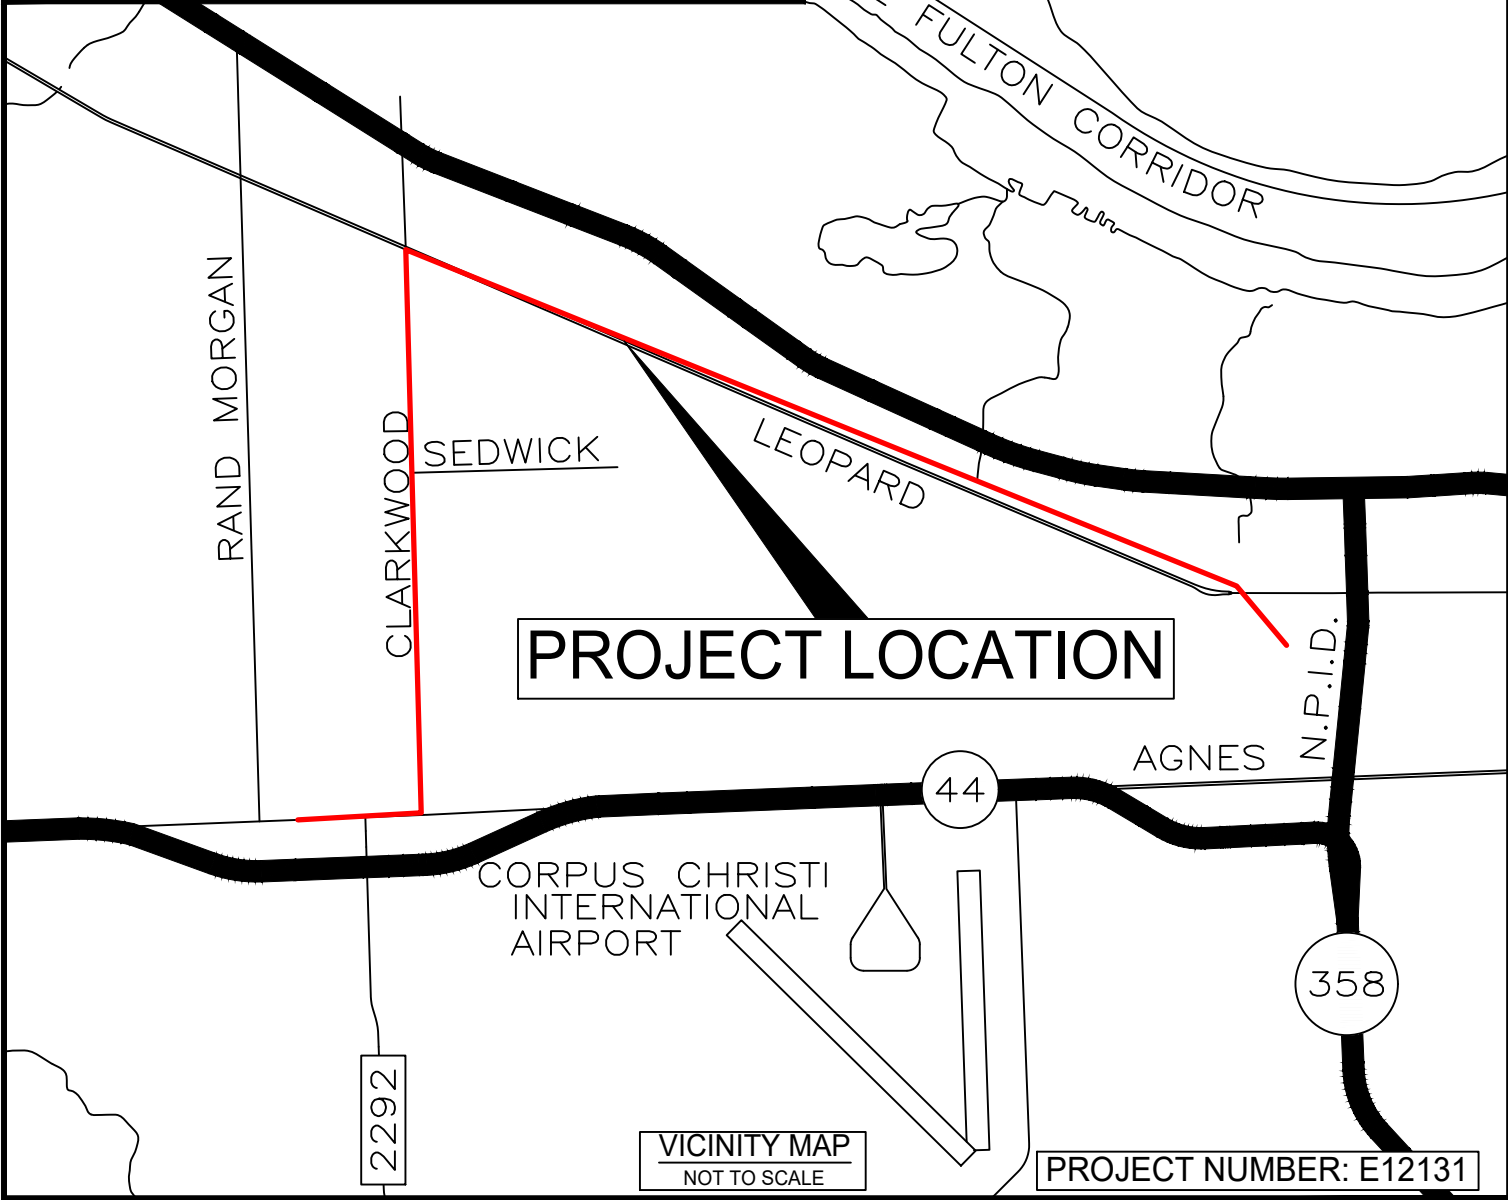 FULTON CORRIDOR
RAND MORGAN
CLARKWOOD
SEDWICK
LEOPARD
PROJECT LOCATION
N.P.I.D.
AGNES
44
CORPUS CHRISTI
INTERNATIONAL
AIRPORT
358
2292
VICINITY MAP
NOT TO SCALE
PROJECT NUMBER: E12131